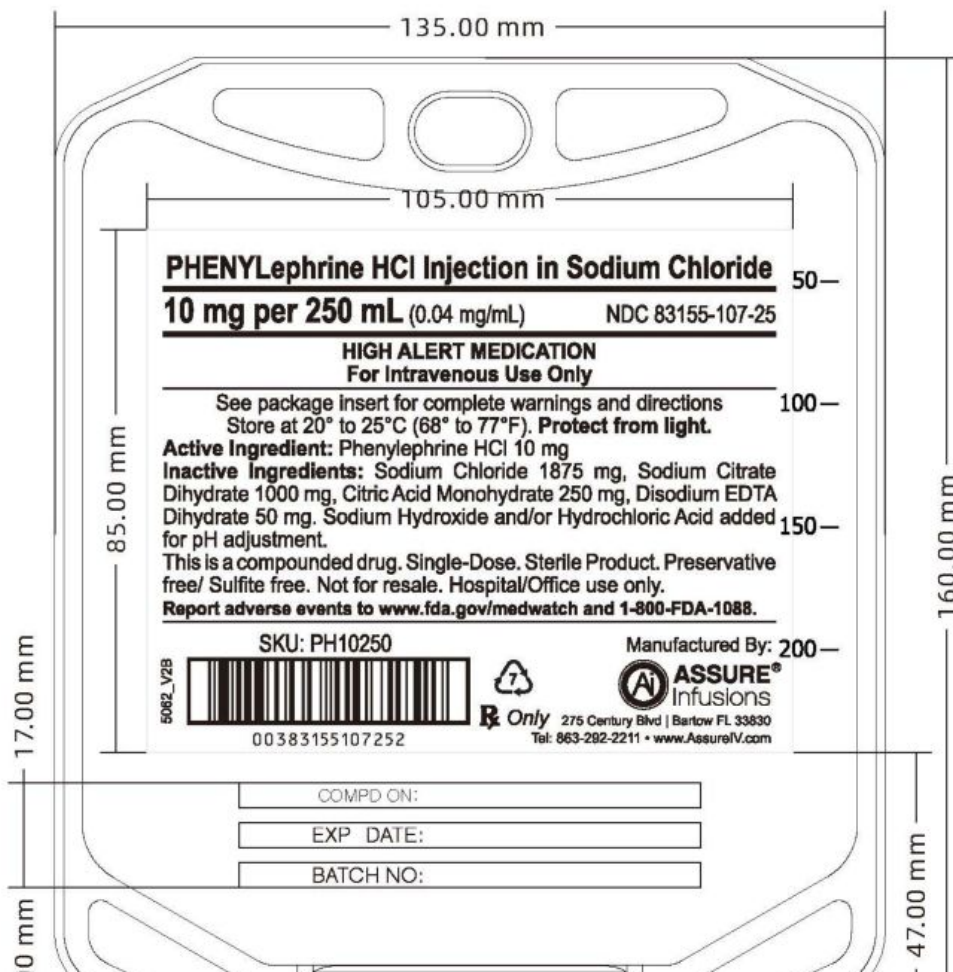 135.00 mm
105.00 mm
PHENYLephrine HCl Injection in Sodium Chloride
50
10 mg per 250 mL (0.04 mg/mL)
NDC 83155-107-25
HIGH ALERT MEDICATION
For Intravenous Use Only
See package insert for complete warnings and directions
100
Store at 20° to 25°C (68° to 77°F). Protect from light.
Active Ingredient: Phenylephrine HCl 10 mg
Inactive Ingredients: Sodium Chloride 1875 mg, Sodium Citrate
Dihydrate 1000 mg, Citric Acid Monohydrate 250 mg, Disodium EDTA
Dihydrate 50 mg. Sodium Hydroxide and/or Hydrochloric Acid added
150
for pH adjustment.
This is a compounded drug. Single-Dose. Sterile Product. Preservative
free/ Sulfite free. Not for resale. Hospital/Office use only.
Report adverse events to www.fda.gov/medwatch and 1-800-FDA-1088.
85.00 mm
160.00 mm
SKU: PH10250
5062_V2B
00383155107252
7
Rx Only
Manufactured By:
200
Ai ASSURE®
Infusions
275 Century Blvd | Bartow FL 33830
Tel: 863-292-2211 • www.AssureIV.com
17.00 mm
COMPD ON:
EXP DATE:
BATCH NO:
47.00 mm